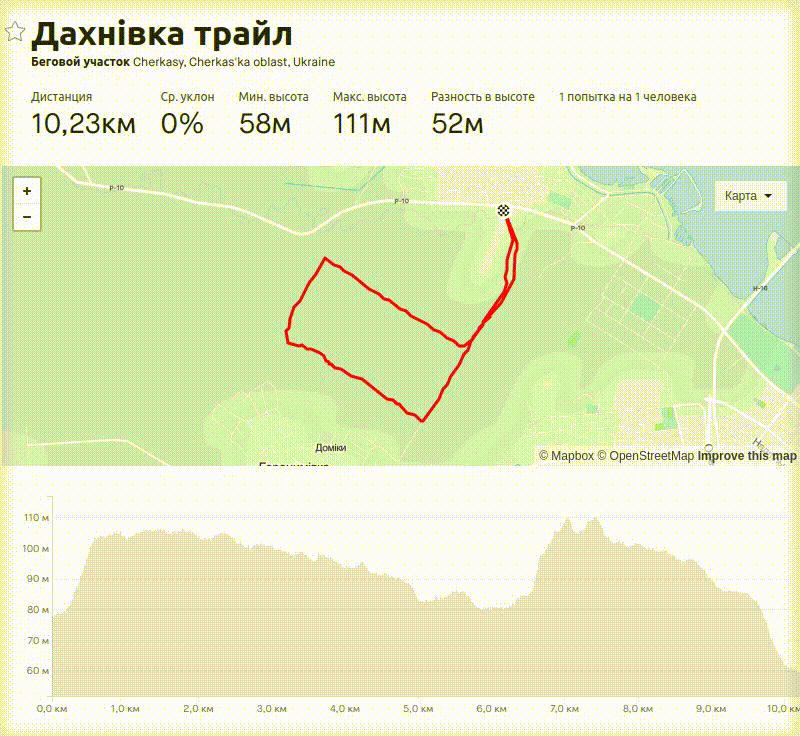 Дахнівка трайл
Беговой участок Cherkasy, Cherkas'ka oblast, Ukraine
Дистанция Ср. уклон Мин. высота Макс. высота Разность в высоте 1 попытка на 1 человека
10,23км 0% 58м 111м 52м
+
−
P-10
P-10
P-10
Карта
H-16
Доміки
© Mapbox © OpenStreetMap Improve this map
110 м
100 м
90 м
80 м
70 м
60 м
0,0 км 1,0 км 2,0 км 3,0 км 4,0 км 5,0 км 6,0 км 7,0 км 8,0 км 9,0 км 10,0 км